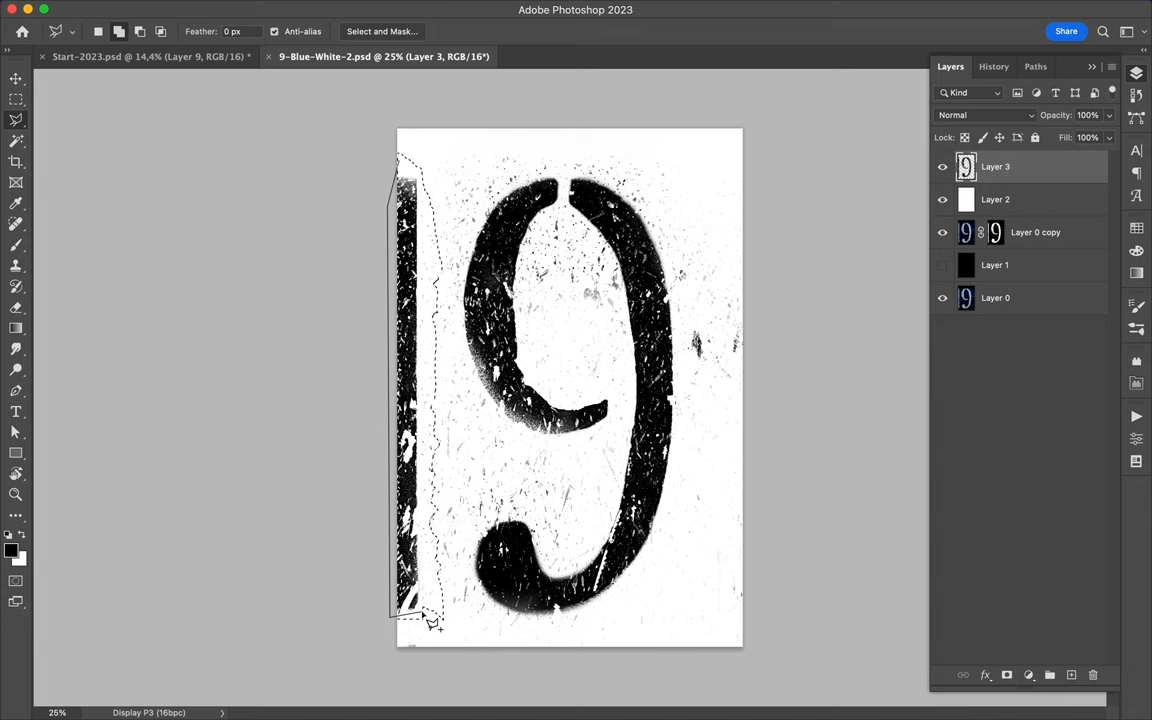 Adobe Photoshop 2023
Feather: 0 px
Anti-alias
Select and Mask...
Share
Start-2023.psd @ 14,4% (Layer 9, RGB/16) *
9-Blue-White-2.psd @ 25% (Layer 3, RGB/16*)
Layers
History
Paths
Kind
Normal
Opacity: 100%
Lock:
Fill: 100%
Layer 3
Layer 2
Layer 0 copy
Layer 1
Layer 0
9
25%
Display P3 (16bpc)